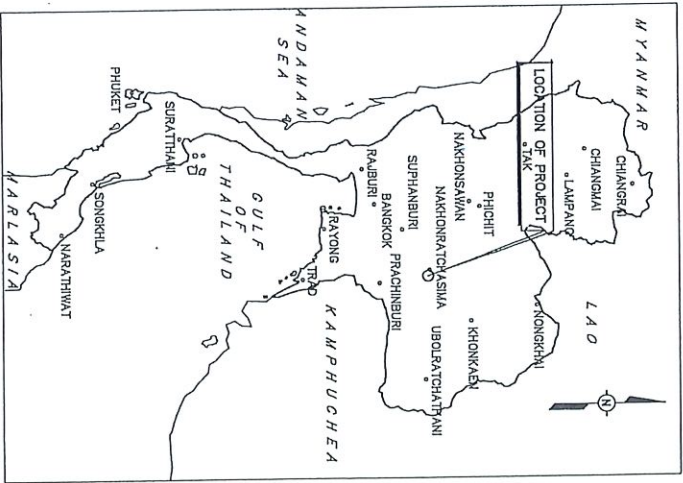 MYANMAR
CHIANGRAI
CHIANGMAI
LAMPANG
LAO
LOCATION OF PROJECT
TAK
NONGKHAI
N
PHICHIT
NAKHONSAWAN
KHONKAEN
NAKHONRATCHASIMA
UBOLRATCHATHANI
SUPHANBURI
BANGKOK
PRACHINBURI
RAJBURI
ANDAMAN
SEA
RAYONG
TRAD
KAMPHUCHEA
GULF
OF
THAILAND
SURATTHANI
PHUKET
SONGKHLA
NARATHIWAT
MARLASIA